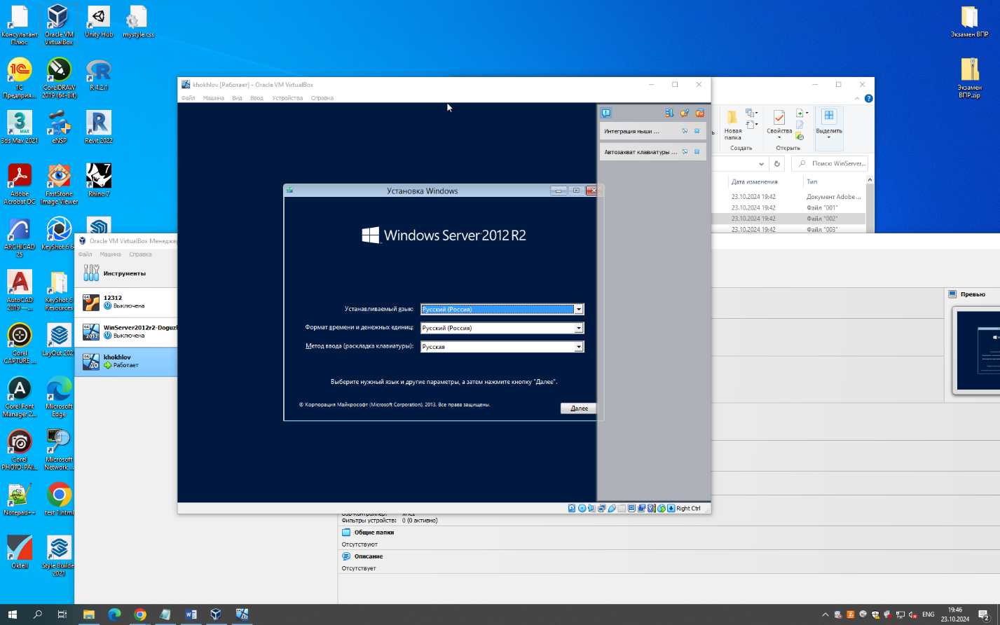 Консультант
Плюс
Oracle VM
VirtualBox
Unity Hub
mystyle.css
Экзамен ВПР
1С
Предприя...
CorelDRAW
2019 (64-Bit)
R 4.2.1
Экзамен
ВПР.zip
3ds Max 2021
eNSP
Revit 2022
Adobe
Acrobat DC
FastStone
Image Viewer
Rhino 7
ARCHICAD
25
KeyShot 6 64
AutoCAD
2019 —...
KeyShot 6
Resources
Corel
CAPTURE ...
LayOut 202
Corel Font
Manager 2...
Microsoft
Edge
Corel
PHOTO-PAI...
Microsoft
Network ...
Notepad++
test 1.html
Oktell
Style Builde
2021
khokhlov [Работает] - Oracle VM VirtualBox
Файл Машина Вид Ввод Устройства Справка
Интеграция мыши ...
Автозахват клавиатуры ...
Установка Windows
Windows Server 2012 R2
Устанавливаемый язык: Русский (Россия)
Формат времени и денежных единиц: Русский (Россия)
Метод ввода (раскладка клавиатуры): Русская
Выберите нужный язык и другие параметры, а затем нажмите кнопку "Далее".
© Корпорация Майкрософт (Microsoft Corporation), 2013. Все права защищены.
Далее
Right Ctrl
Новая
папка
Свойства
Выделить
Создать
Открыть
Поиск: WinServer...
Дата изменения Тип
23.10.2024 19:42 Документ Adobe ...
23.10.2024 19:42 Файл "001"
23.10.2024 19:42 Файл "002"
23.10.2024 19:42 Файл "003"
Oracle VM VirtualBox Менеджер
Файл Машина Справка
Инструменты
12312
Выключена
WinServer2012r2-Doguzh
Выключена
khokhlov
Работает
Превью
USB-контроллер: xHCI
Фильтры устройств: 0 (0 активно)
Общие папки
Отсутствуют
Описание
Отсутствует
ENG
19:46
23.10.2024
2